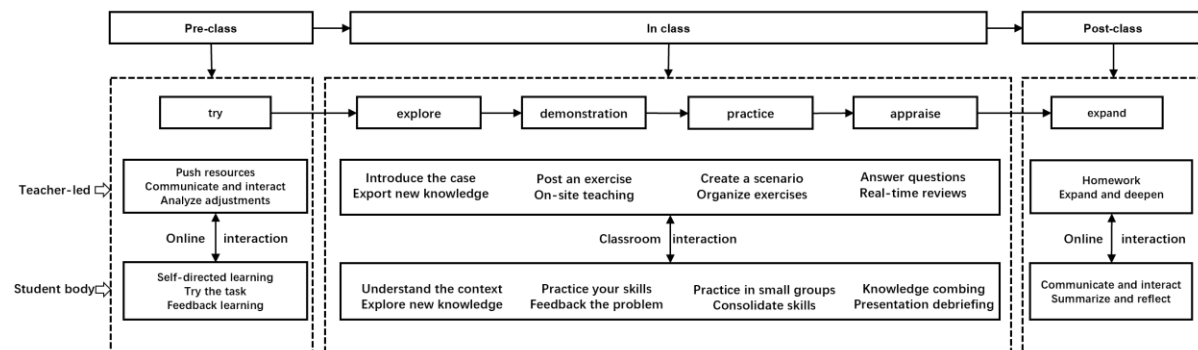 Pre-class
In class
Post-class
try
explore
demonstration
practice
appraise
expand
Teacher-led
Push resources
Communicate and interact
Analyze adjustments
Introduce the case
Export new knowledge
Post an exercise
On-site teaching
Create a scenario
Organize exercises
Answer questions
Real-time reviews
Homework
Expand and deepen
Online interaction
Classroom interaction
Online interaction
Student body
Self-directed learning
Try the task
Feedback learning
Understand the context
Explore new knowledge
Practice your skills
Feedback the problem
Practice in small groups
Consolidate skills
Knowledge combing
Presentation debriefing
Communicate and interact
Summarize and reflect